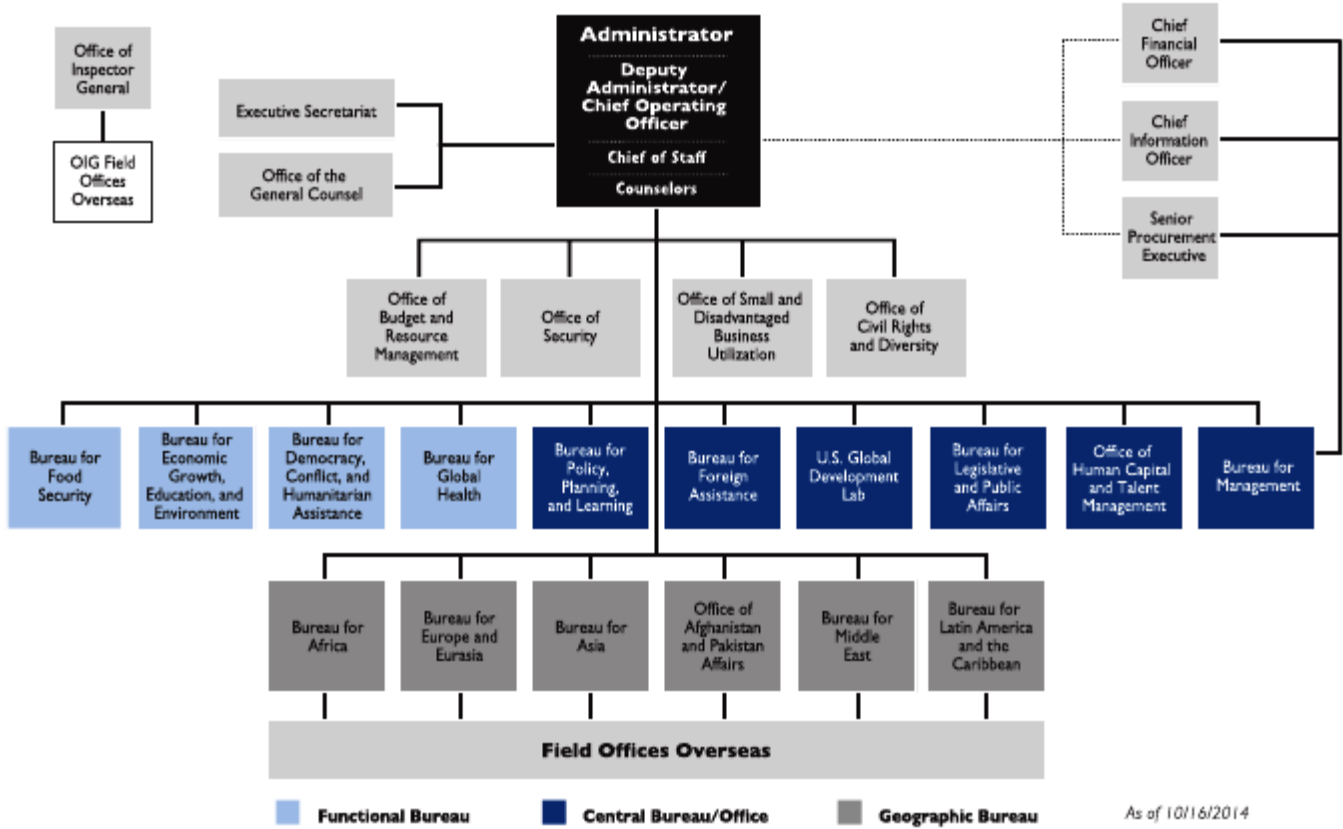 Office of
Inspector
General
OIG Field
Offices
Overseas
Executive Secretariat
Office of the
General Counsel
Administrator
Deputy
Administrator/
Chief Operating
Officer
Chief of Staff
Counselors
Chief
Financial
Officer
Chief
Information
Officer
Senior
Procurement
Executive
Office of
Budget and
Resource
Management
Office of
Security
Office of Small and
Disadvantaged
Business
Utilization
Office of
Civil Rights
and Diversity
Bureau for
Food
Security
Bureau for
Economic
Growth,
Education, and
Environment
Bureau for
Democracy,
Conflict, and
Humanitarian
Assistance
Bureau for
Global
Health
Bureau for
Policy,
Planning,
and Learning
Bureau for
Foreign
Assistance
U.S. Global
Development
Lab
Bureau for
Legislative
and Public
Affairs
Office of
Human Capital
and Talent
Management
Bureau for
Management
Bureau for
Africa
Bureau for
Europe and
Eurasia
Bureau for
Asia
Office of
Afghanistan
and Pakistan
Affairs
Bureau for
Middle
East
Bureau for
Latin America
and the
Caribbean
Field Offices Overseas
Functional Bureau
Central Bureau/Office
Geographic Bureau
As of 10/16/2014